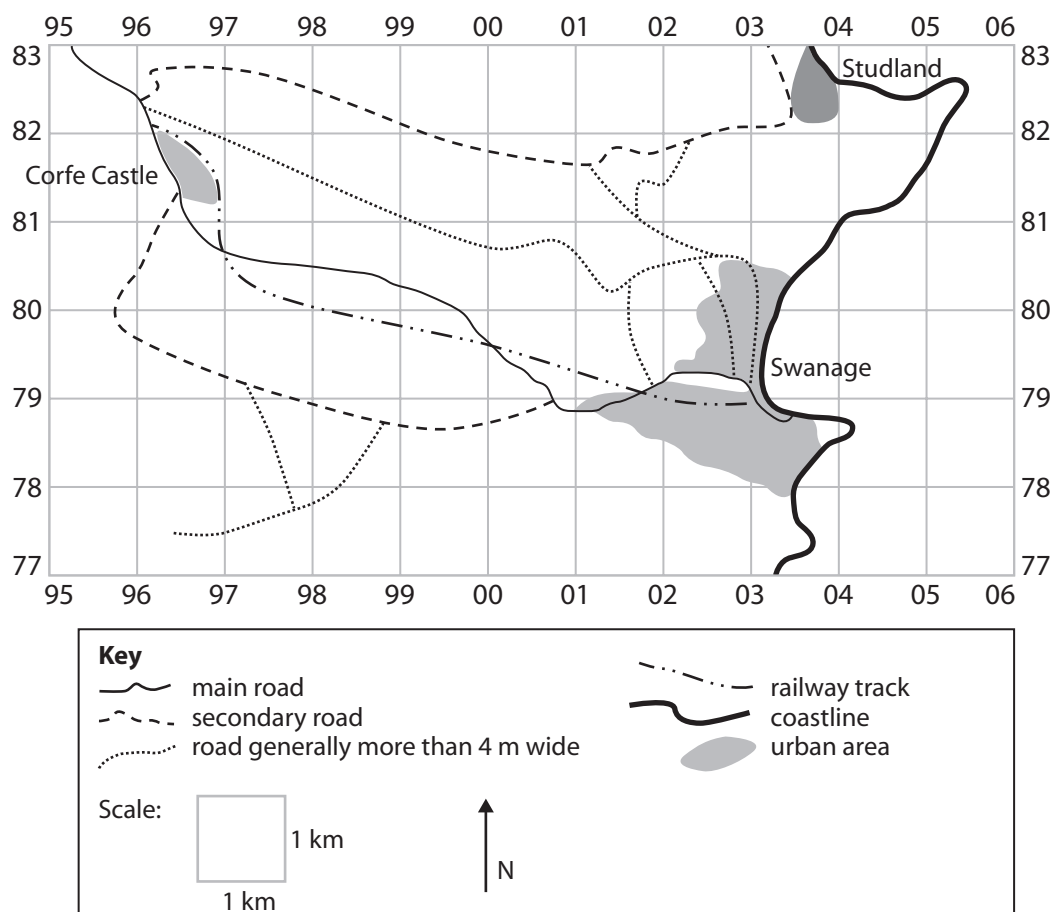 95 96 97 98 99 00 01 02 03 04 05 06
83 83
Studland
82 82
Corfe Castle
81 81
80 80
Swanage
79 79
78 78
77 77
95 96 97 98 99 00 01 02 03 04 05 06
Key
main road
railway track
secondary road
coastline
road generally more than 4 m wide
urban area
Scale:
1 km
N
1 km